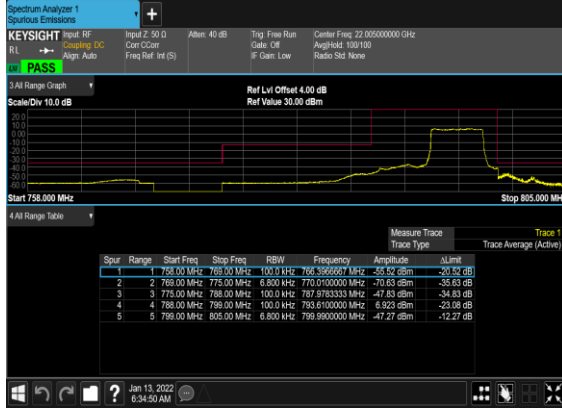 Spectrum Analyzer 1
Spurious Emissions
+
KEYSIGHT Input: RF Input Z: 50 Ω Atten: 40 dB Trig: Free Run Center Freq: 22.005000000 GHz
RL Coupling: DC Corr CCorr Gate: Off Avg|Hold: 100/100
Align: Auto Freq Ref: Int (S) IF Gain: Low Radio Std: None
PASS
3 All Range Graph
Ref Lvl Offset 4.00 dB
Scale/Div 10.0 dB Ref Value 30.00 dBm
20.0
10.0
0.00
-10.0
-20.0
-30.0
-40.0
-50.0
-60.0
Start 758.000 MHz Stop 805.000 MH
4 All Range Table
Measure Trace Trace 1
Trace Type Trace Average (Active)
Spur Range Start Freq Stop Freq RBW Frequency Amplitude ΔLimit
1 1 758.00 MHz 769.00 MHz 100.0 kHz 766.3966667 MHz -55.52 dBm -20.52 dB
2 2 769.00 MHz 775.00 MHz 6.800 kHz 770.0100000 MHz -70.63 dBm -35.63 dB
3 3 775.00 MHz 788.00 MHz 100.0 kHz 787.9783333 MHz -47.83 dBm -34.83 dB
4 4 788.00 MHz 799.00 MHz 100.0 kHz 793.6100000 MHz 6.923 dBm -23.08 dB
5 5 799.00 MHz 805.00 MHz 6.800 kHz 799.9900000 MHz -47.27 dBm -12.27 dB
?
Jan 13, 2022
6:34:50 AM